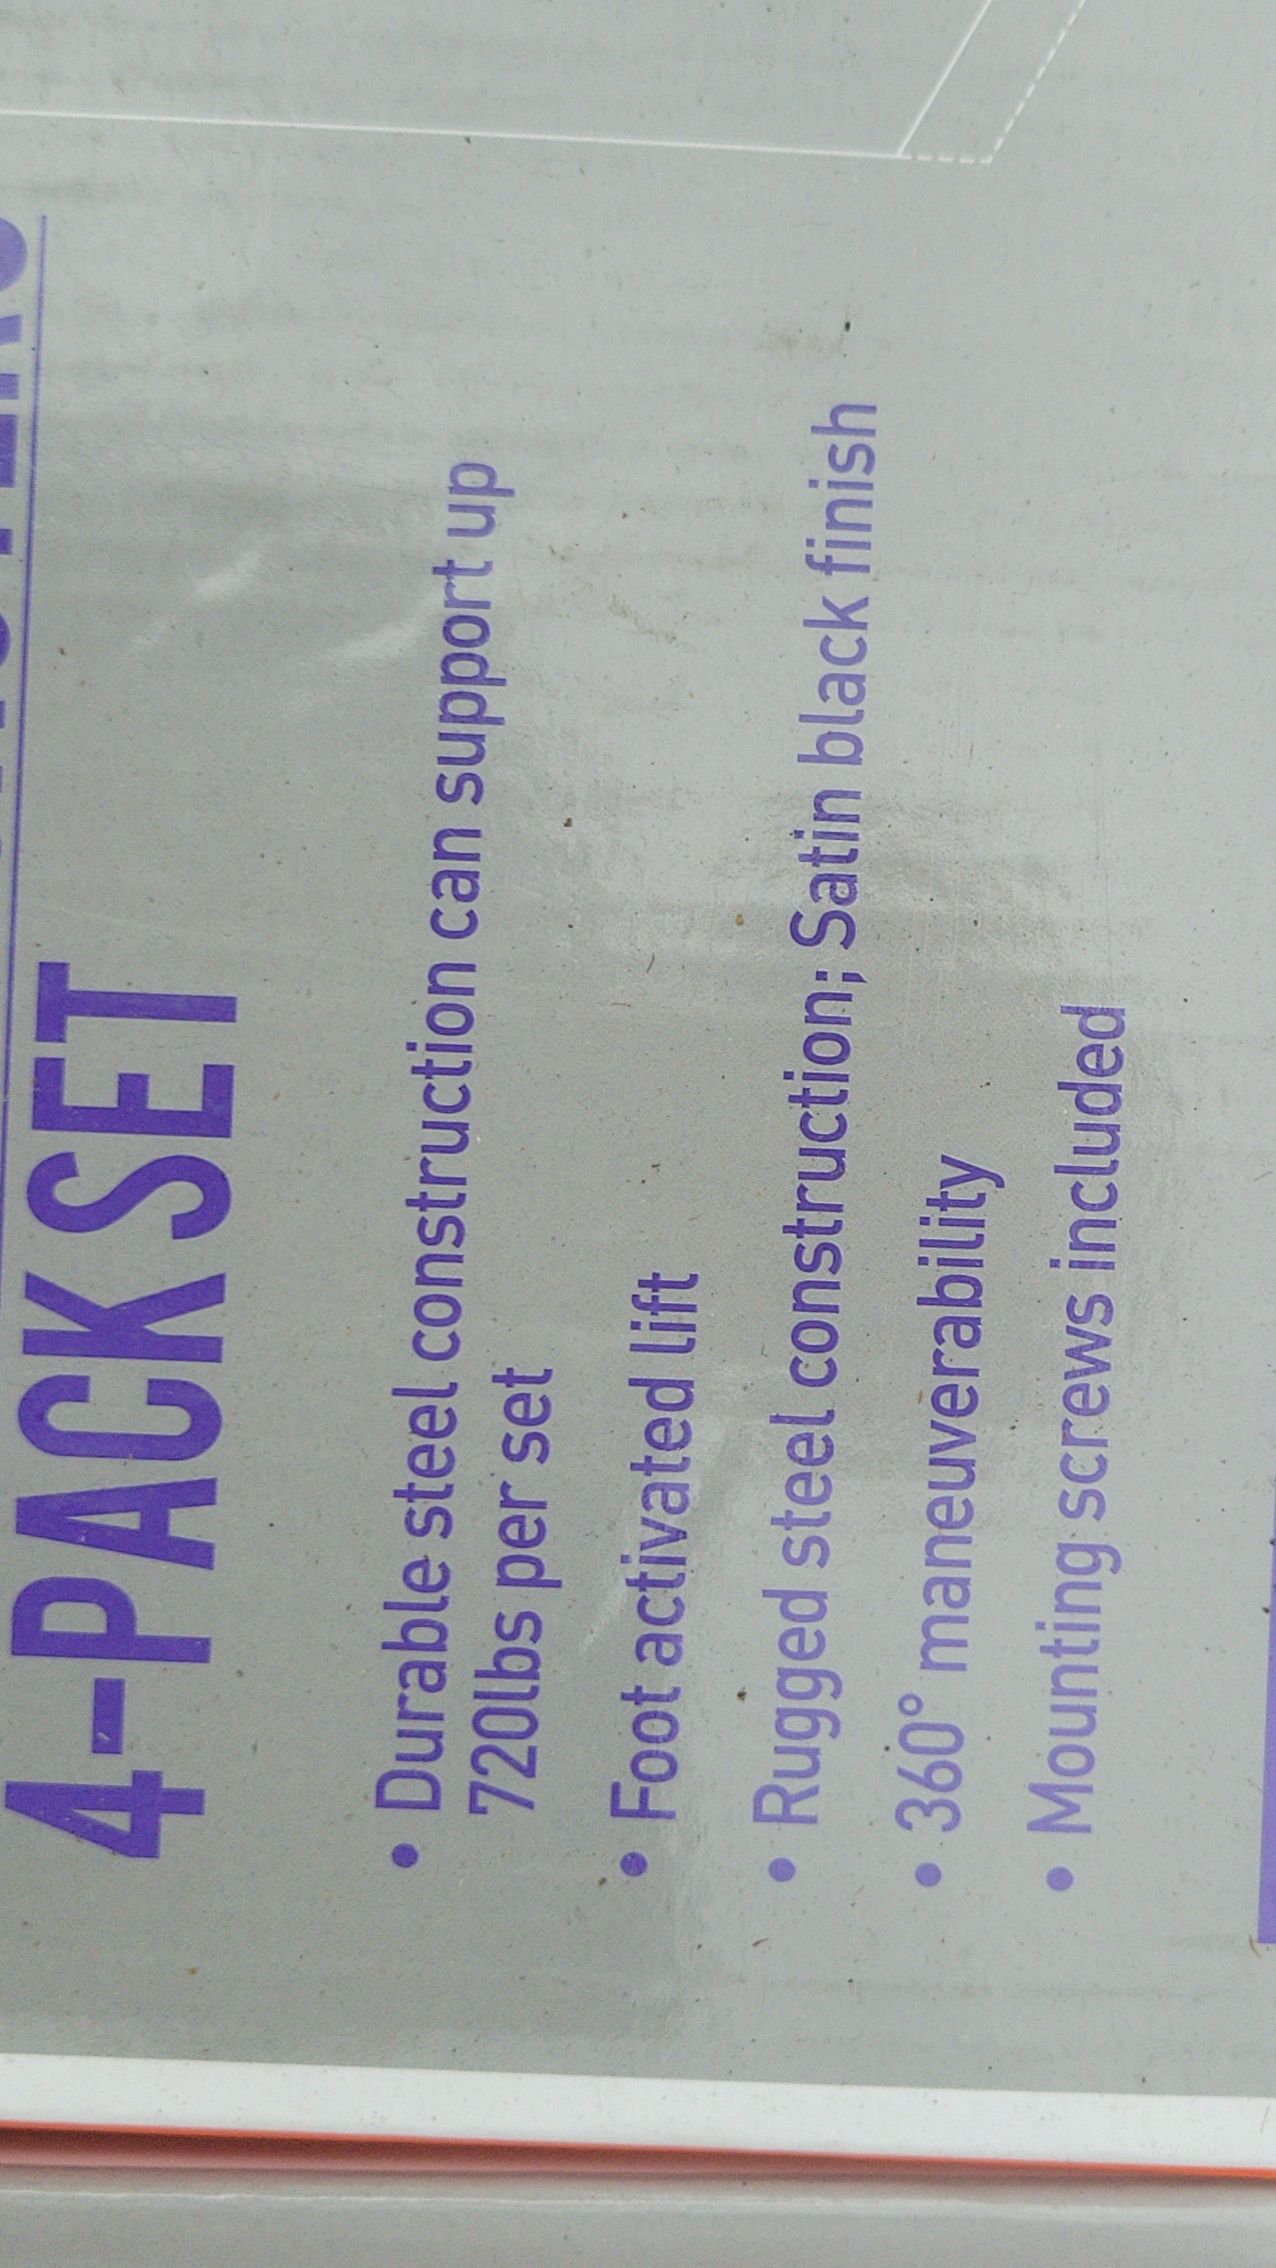 4-PACK SET
• Durable steel construction can support up
720lbs per set
• Foot activated lift
• Rugged steel construction; Satin black finish
• 360° maneuverability
• Mounting screws included